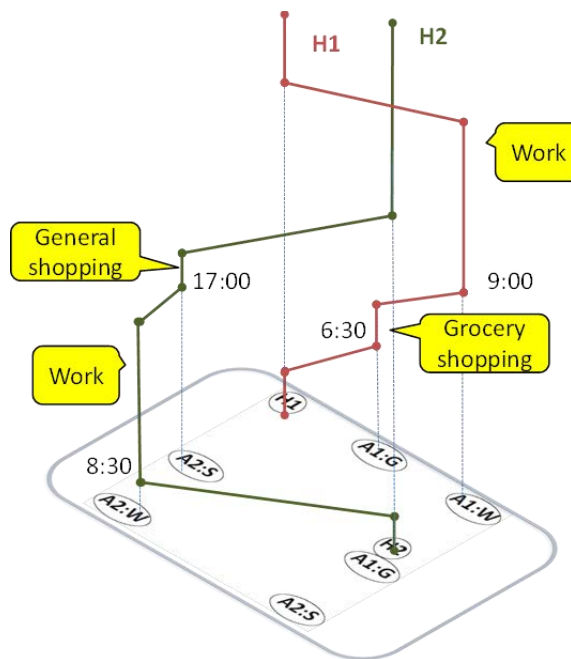 H1
H2
Work
General
shopping
17:00
9:00
6:30
Grocery
shopping
Work
H1
A2:S
A1:G
8:30
A2:W
A1:W
H2
A1:G
A2:S